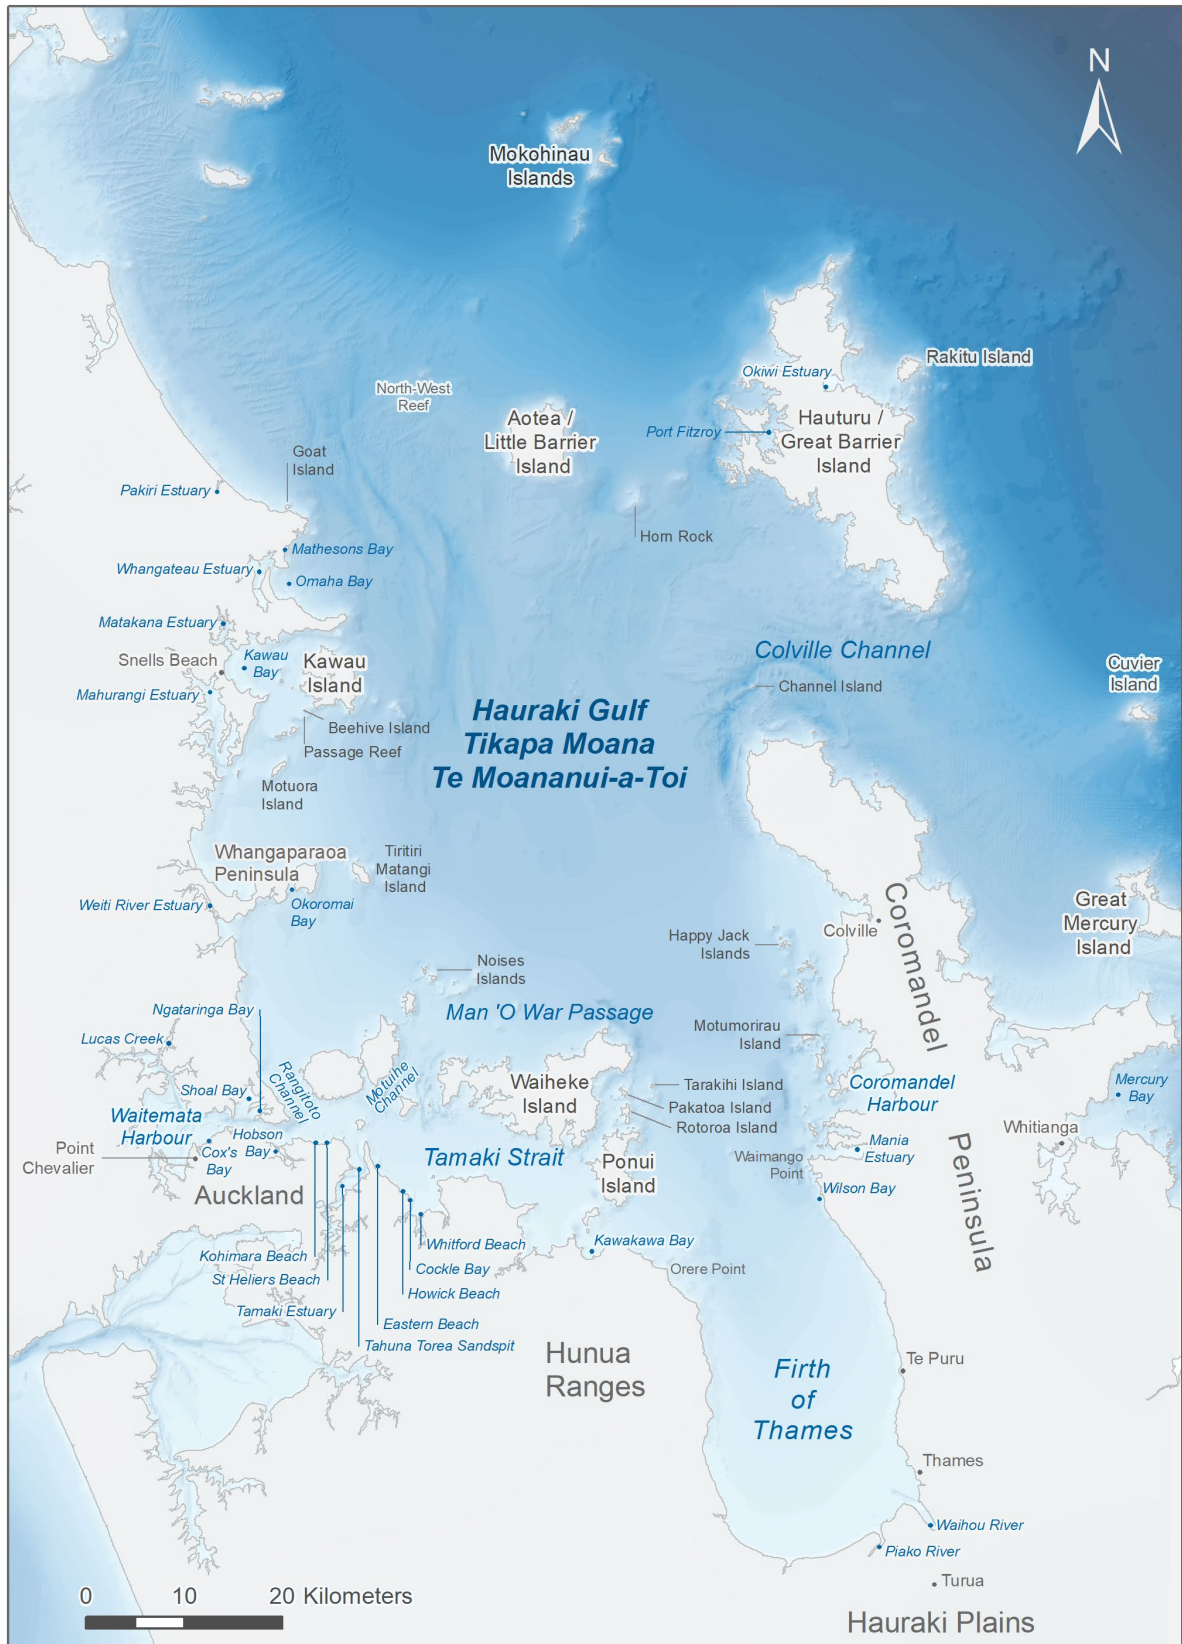 N
Mokohinau
Islands
Rakitu Island
Okiwi Estuary
North-West
Reef
Aotea /
Little Barrier
Island
Hauturu /
Great Barrier
Island
Port Fitzroy
Goat
Island
Pakiri Estuary
Horn Rock
Mathesons Bay
Whangateau Estuary
Omaha Bay
Matakana Estuary
Colville Channel
Snells Beach
Kawau
Bay
Kawau
Island
Cuvier
Island
Channel Island
Mahurangi Estuary
Hauraki Gulf
Tikapa Moana
Te Moananui-a-Toi
Beehive Island
Passage Reef
Motuora
Island
Whangaparaoa
Peninsula
Tiritiri
Matangi
Island
Weiti River Estuary
Okoromai
Bay
Great
Mercury
Island
Colville
Coromandel
Peninsula
Happy Jack
Islands
Noises
Islands
Man 'O War Passage
Ngataringa Bay
Lucas Creek
Motumorirau
Island
Rangitoto
Channel
Motuihe
Channel
Shoal Bay
Waiheke
Island
Tarakihi Island
Pakatoa Island
Rotoroa Island
Coromandel
Harbour
Mercury
Bay
Waitemata
Harbour
Hobson
Bay
Cox's
Bay
Point
Chevalier
Whitianga
Mania
Estuary
Waimango
Point
Tamaki Strait
Ponui
Island
Wilson Bay
Auckland
Kawakawa Bay
Whitford Beach
Kohimara Beach
Cockle Bay
Orere Point
St Heliers Beach
Howick Beach
Tamaki Estuary
Eastern Beach
Tahuna Torea Sandspit
Hunua
Ranges
Te Puru
Firth
of
Thames
Thames
Waihou River
Piako River
Turua
Hauraki Plains
0 10 20 Kilometers